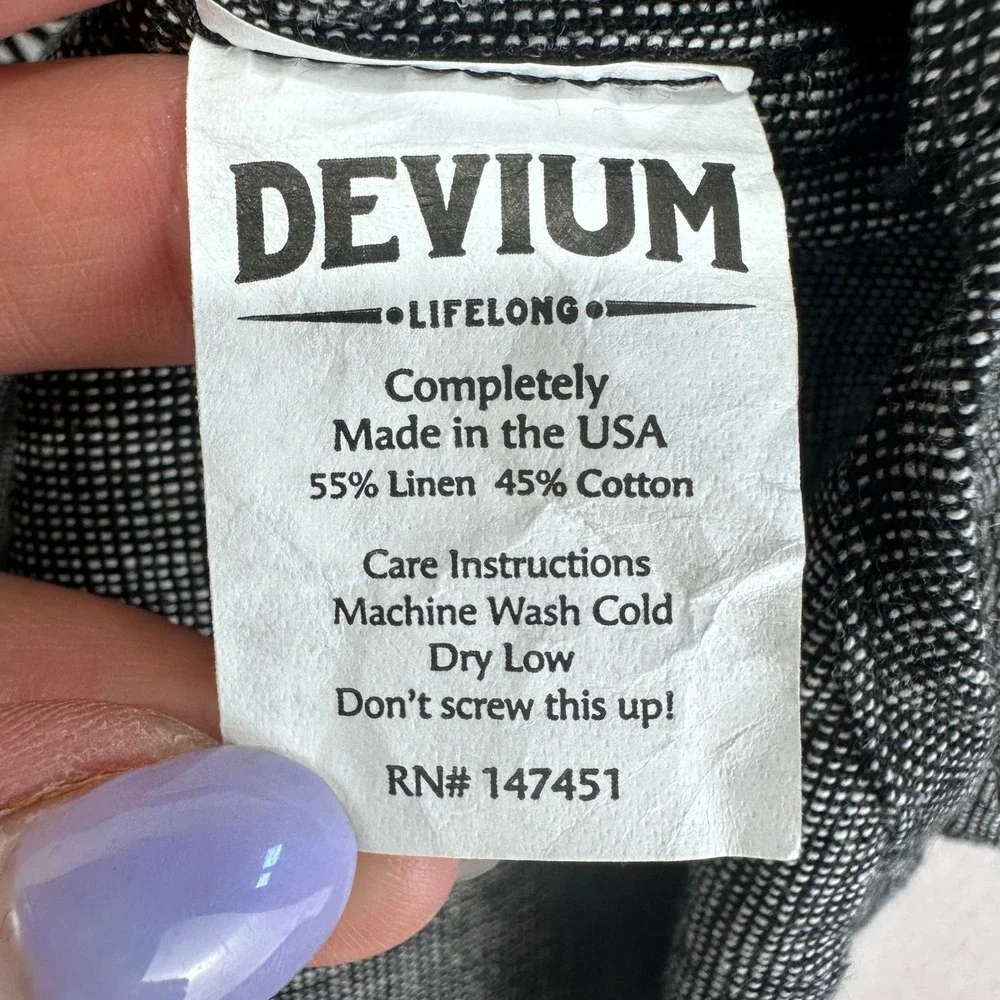 DEVIUM
•LIFELONG•
Completely
Made in the USA
55% Linen 45% Cotton
Care Instructions
Machine Wash Cold
Dry Low
Don't screw this up!
RN# 147451